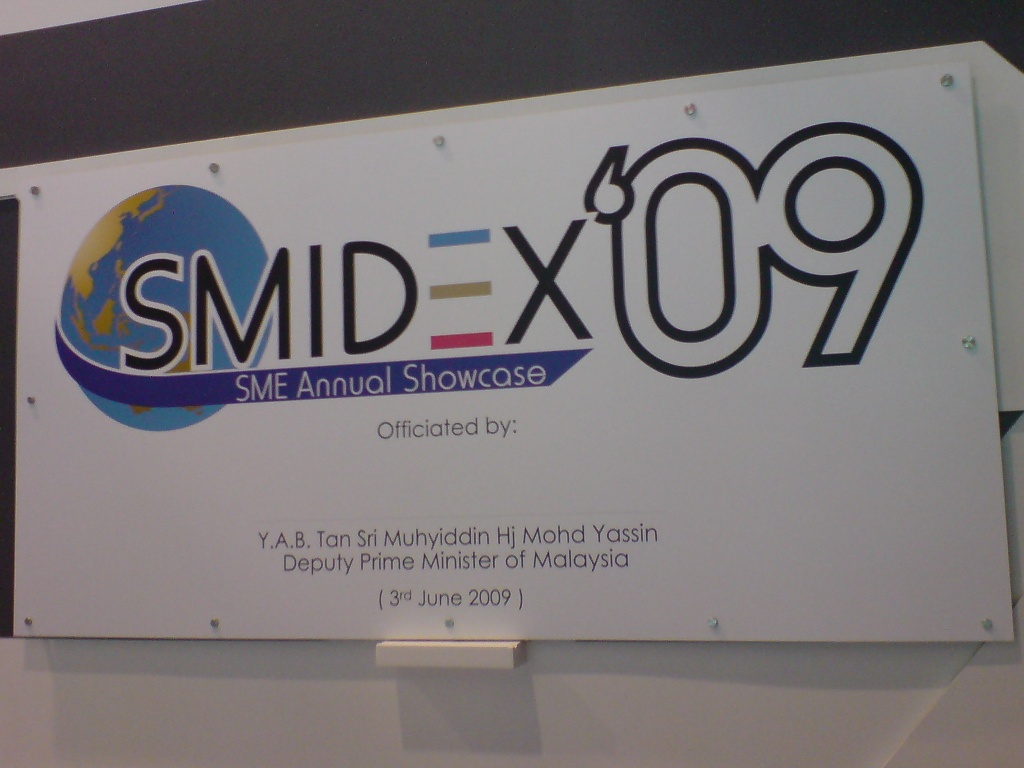 SMIDEX '09
SME Annual Showcase
Officiated by:
Y.A.B. Tan Sri Muhyiddin Hj Mohd Yassin
Deputy Prime Minister of Malaysia
( 3rd June 2009 )